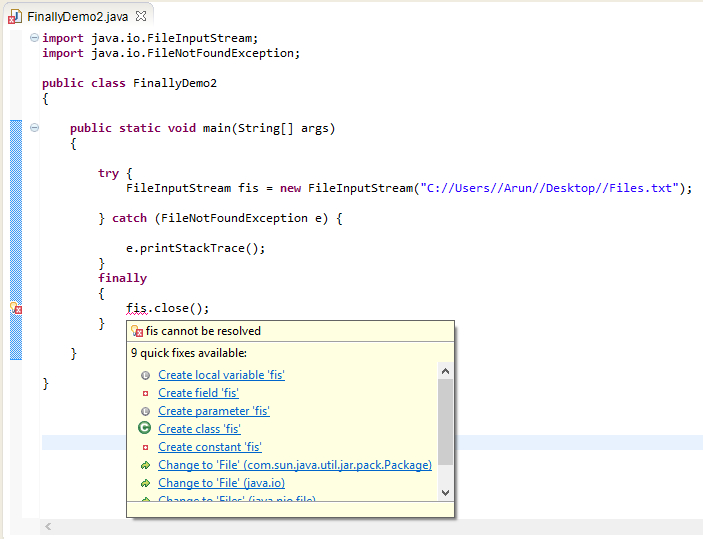 FinallyDemo2.java
import java.io.FileInputStream;
import java.io.FileNotFoundException;
public class FinallyDemo2
{
public static void main(String[] args)
{
try {
FileInputStream fis = new FileInputStream("C://Users//Arun//Desktop//Files.txt");
} catch (FileNotFoundException e) {
e.printStackTrace();
}
finally
{
fis.close();
}
}
}
fis cannot be resolved
9 quick fixes available:
Create local variable 'fis'
Create field 'fis'
Create parameter 'fis'
Create class 'fis'
Create constant 'fis'
Change to 'File' (com.sun.java.util.jar.pack.Package)
Change to 'File' (java.io)
Change to 'Files' (java.nio.file)